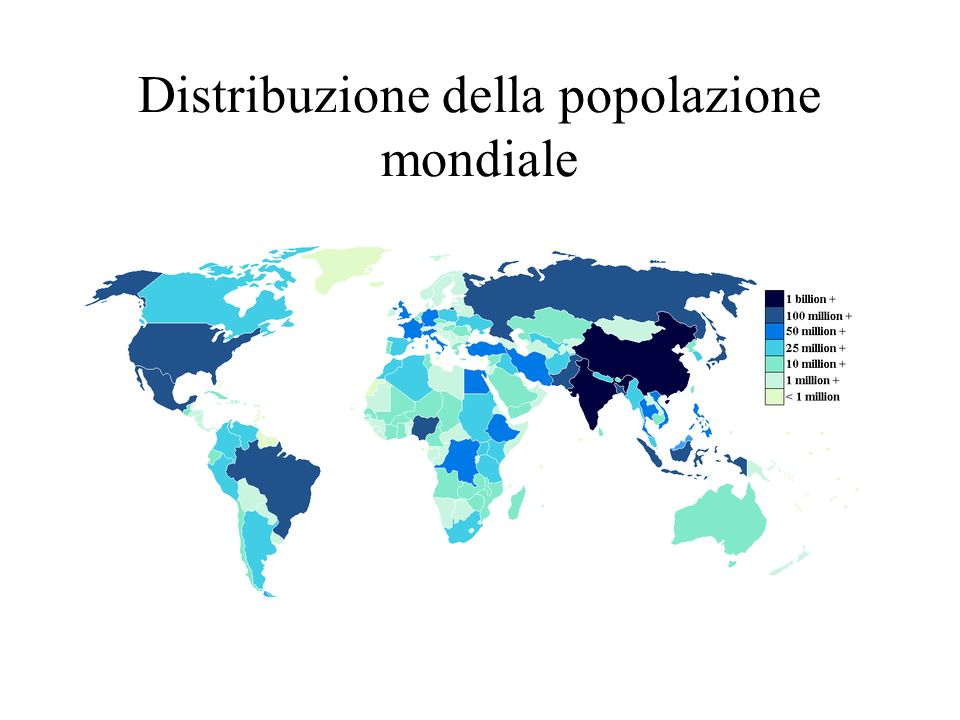 Distribuzione della popolazione
mondiale
1 billion +
100 million +
50 million +
25 million +
10 million +
1 million +
< 1 million